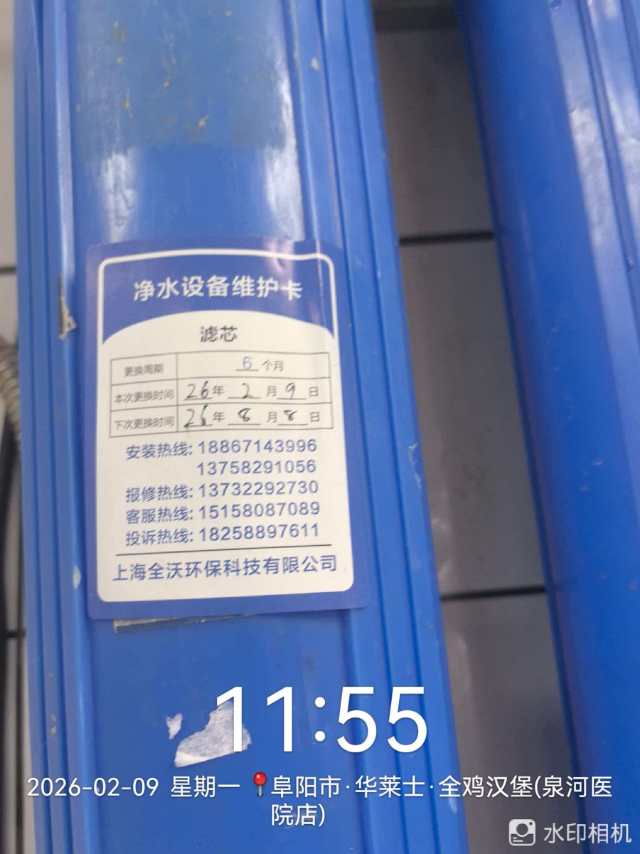 净水设备维护卡
滤芯
更换周期 6个月
本次更换时间 26年2月9日
下次更换时间 26年8月8日
安装热线: 18867143996
13758291056
报修热线: 13732292730
客服热线: 15158087089
投诉热线: 18258897611
上海全沃环保科技有限公司
11:55
2026-02-09 星期一 阜阳市·华莱士·全鸡汉堡(泉河医
院店)
水印相机